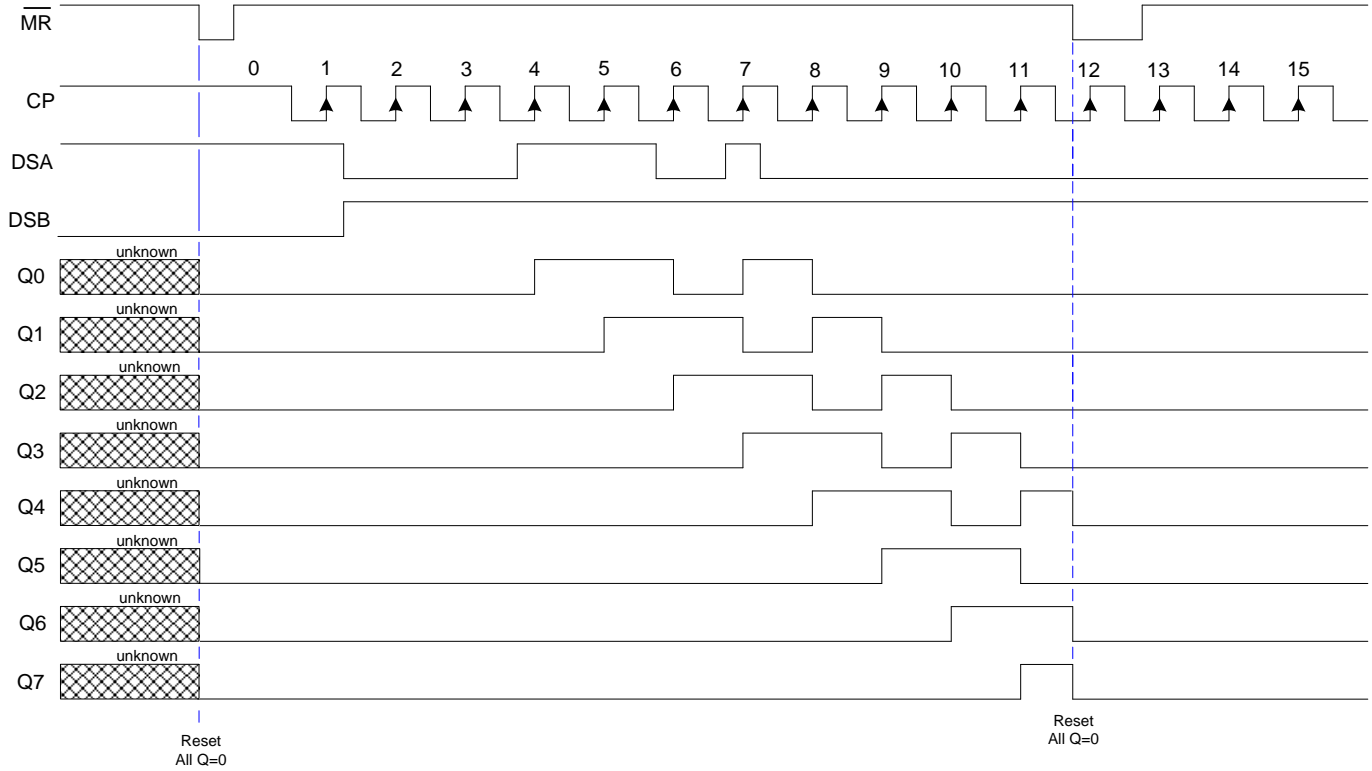 MR
0 1 2 3 4 5 6 7 8 9 10 11 12 13 14 15
CP
DSA
DSB
unknown
Q0
unknown
Q1
unknown
Q2
unknown
Q3
unknown
Q4
unknown
Q5
unknown
Q6
unknown
Q7
Reset
All Q=0
Reset
All Q=0